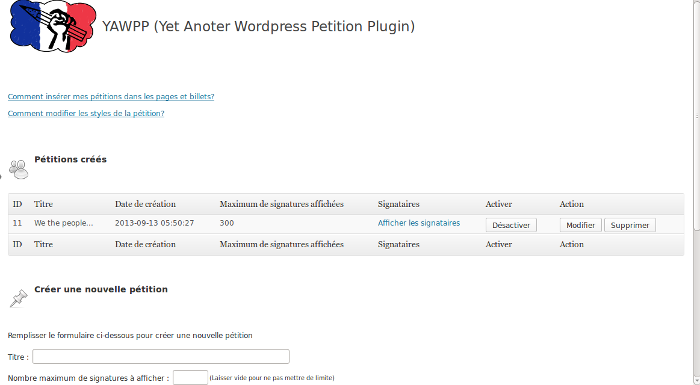 YAWPP (Yet Anoter Wordpress Petition Plugin)
Comment insérer mes pétitions dans les pages et billets?
Comment modifier les styles de la pétition?
Pétitions créés
ID Titre Date de création Maximum de signatures affichées Signataires Activer Action
11 We the people... 2013-09-13 05:50:27 300 Afficher les signataires Désactiver Modifier Supprimer
ID Titre Date de création Maximum de signatures affichées Signataires Activer Action
Créer une nouvelle pétition
Remplisser le formulaire ci-dessous pour créer une nouvelle pétition
Titre :
Nombre maximum de signatures à afficher : (Laisser vide pour ne pas mettre de limite)